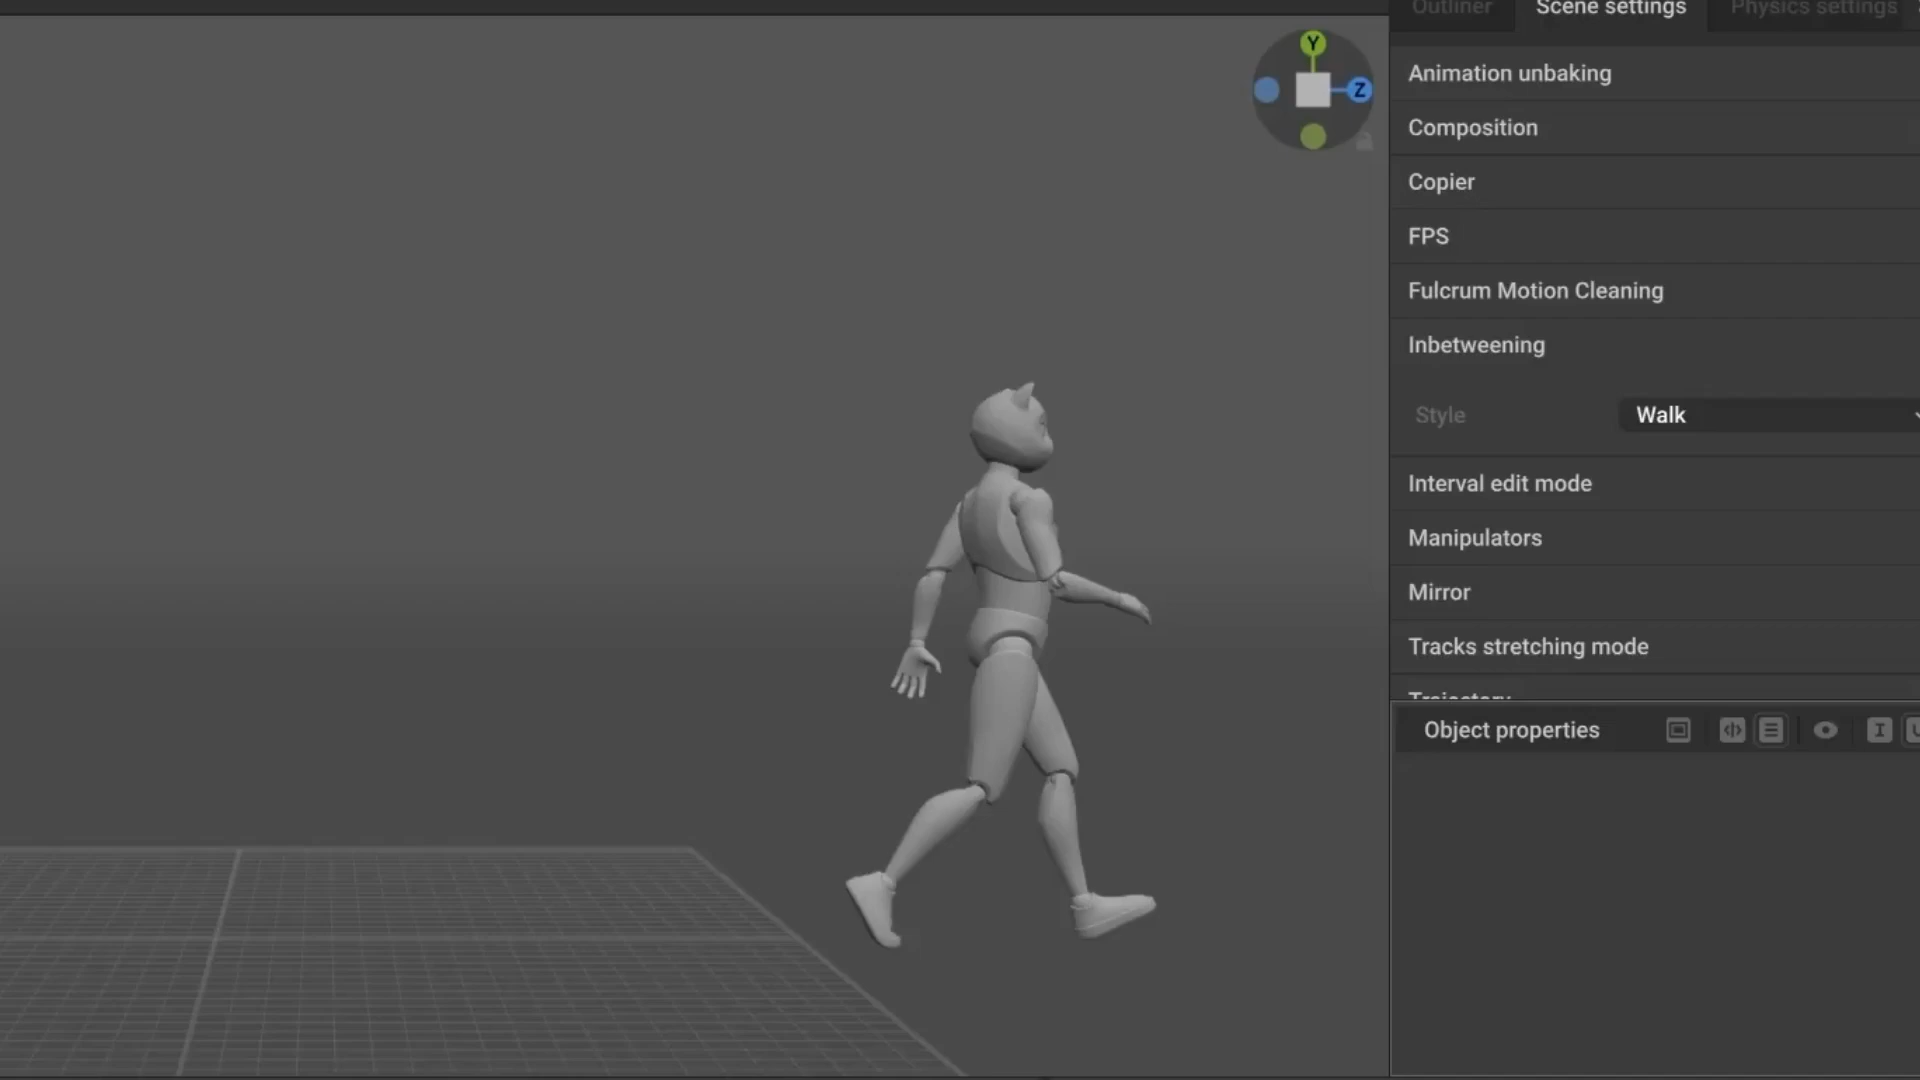 Outliner Scene settings Physics settings
Y
Z
Animation unbaking
Composition
Copier
FPS
Fulcrum Motion Cleaning
Inbetweening
Style Walk
Interval edit mode
Manipulators
Mirror
Tracks stretching mode
Trajectory
Object properties